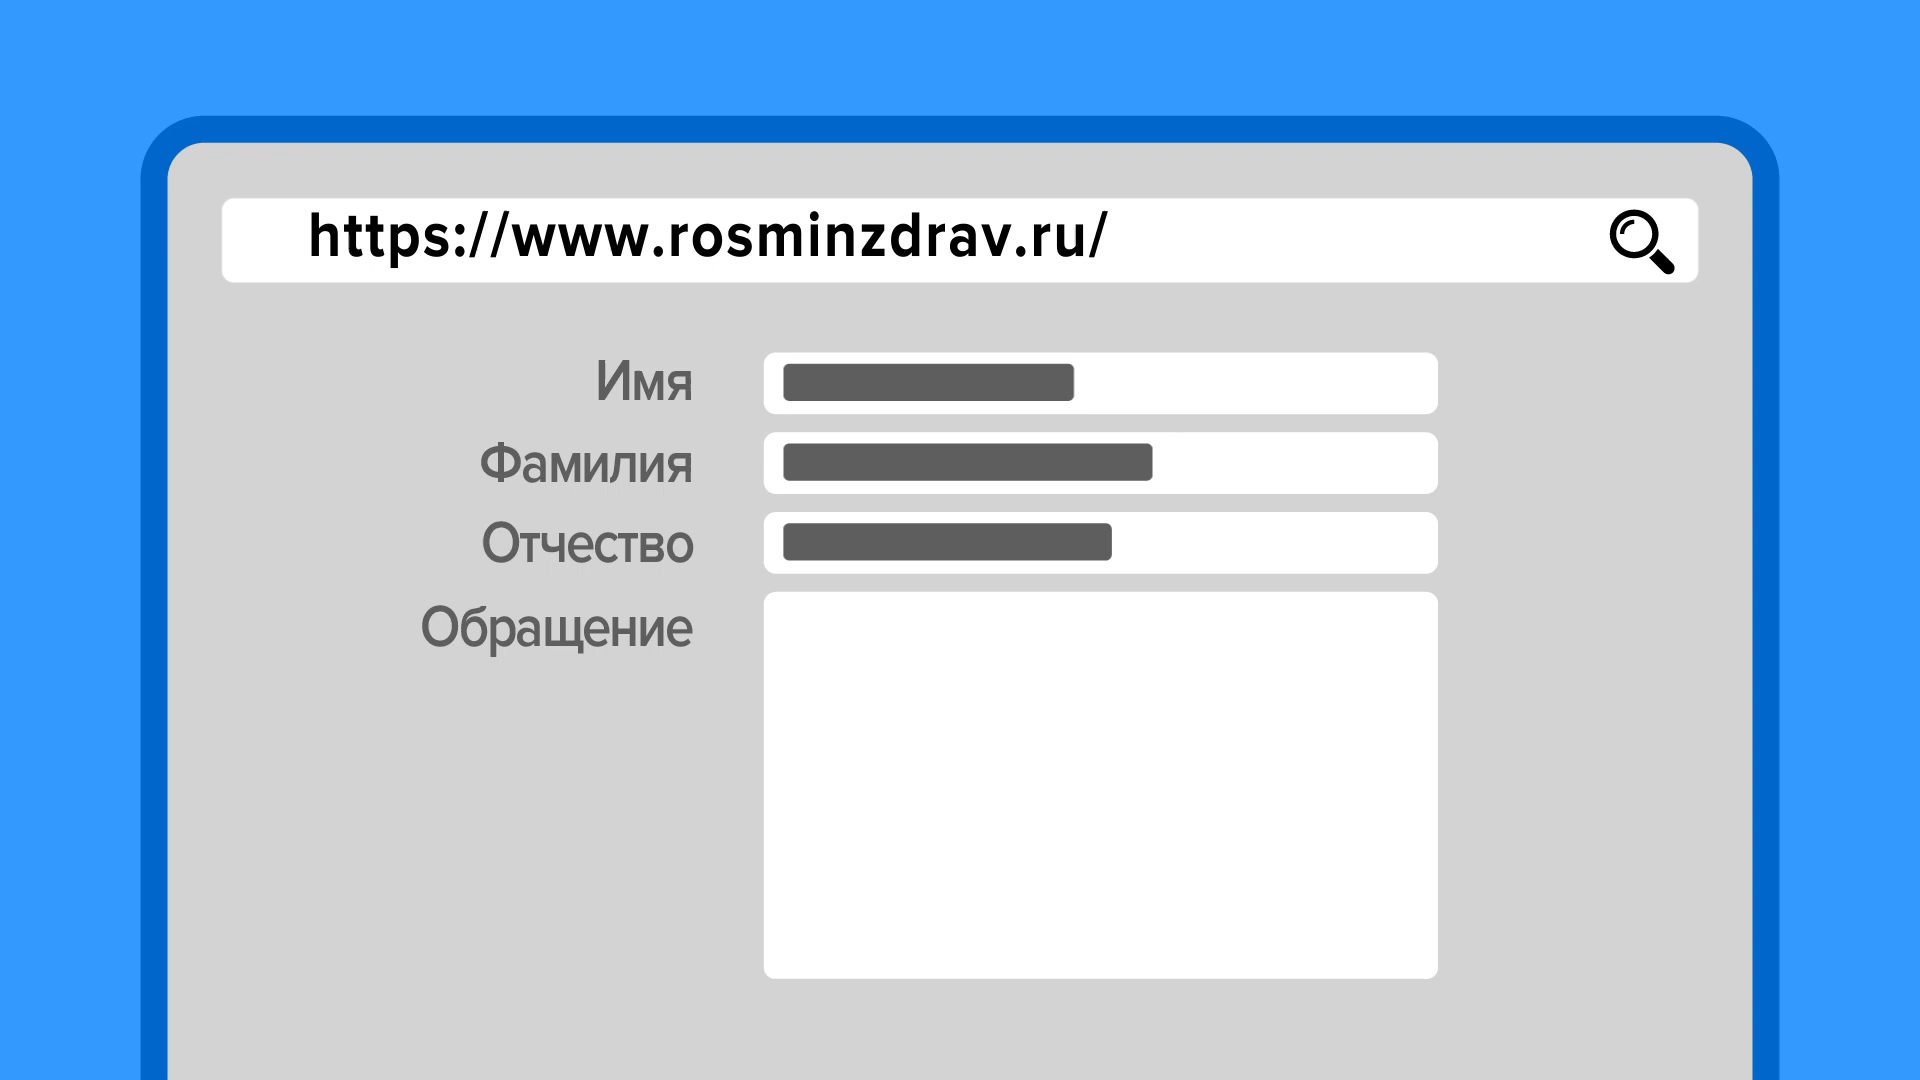 https://www.rosminzdrav.ru/
Имя
Фамилия
Отчество
Обращение